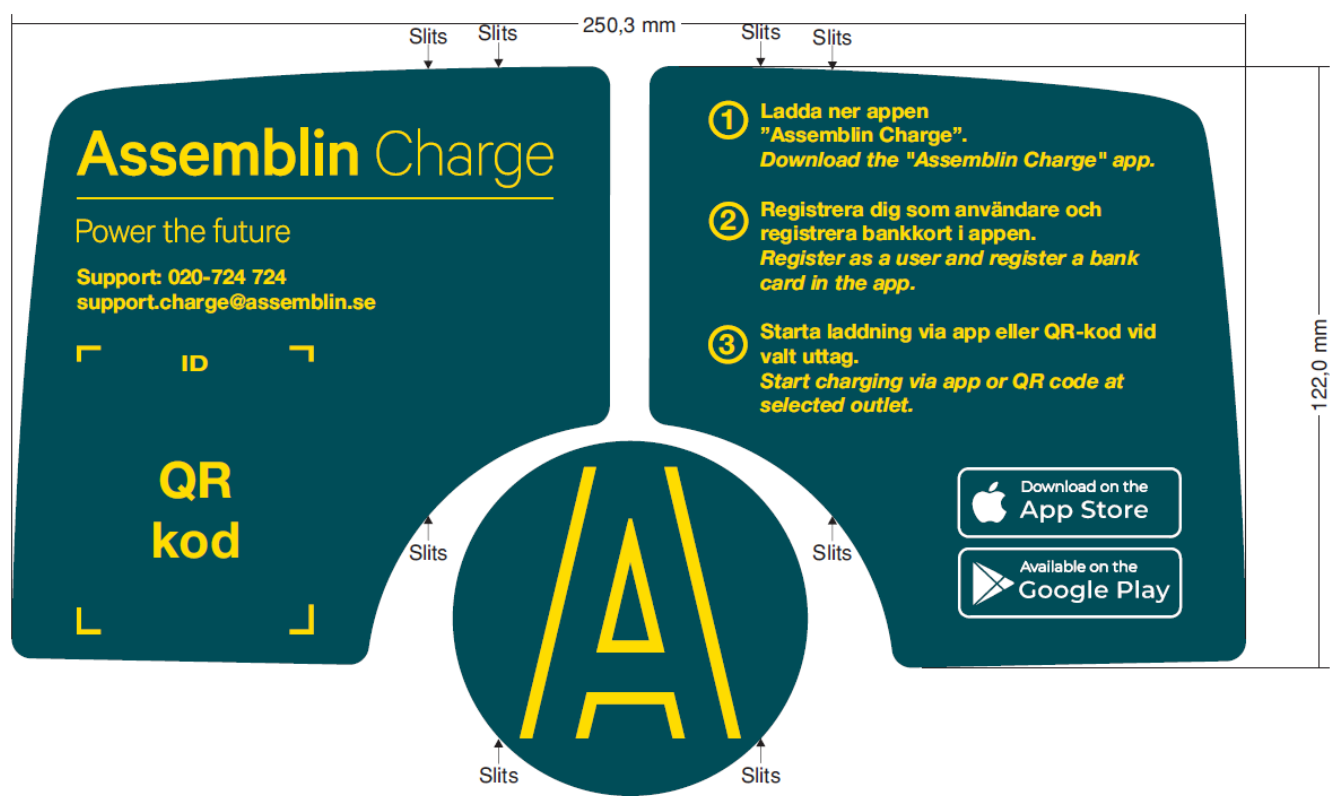 250,3 mm
Slits
Slits
Slits
Slits
Assemblin Charge
Power the future
Support: 020-724 724
support.charge@assemblin.se
ID
QR
kod
1
Ladda ner appen
”Assemblin Charge”.
Download the "Assemblin Charge" app.
2
Registrera dig som användare och
registrera bankkort i appen.
Register as a user and register a bank
card in the app.
3
Starta laddning via app eller QR-kod vid
valt uttag.
Start charging via app or QR code at
selected outlet.
122,0 mm
Download on the
App Store
Available on the
Google Play
Slits
Slits
A
Slits
Slits